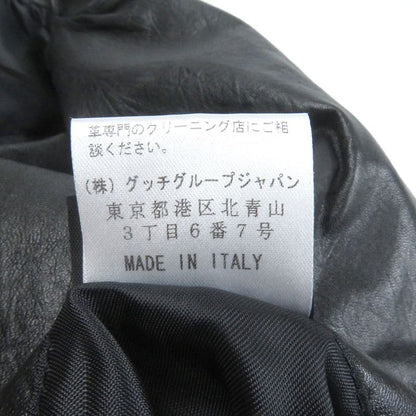 革専門のクリーニング店にご相
談ください。
(株) グッチグループジャパン
東京都港区北青山
3丁目6番7号
MADE IN ITALY